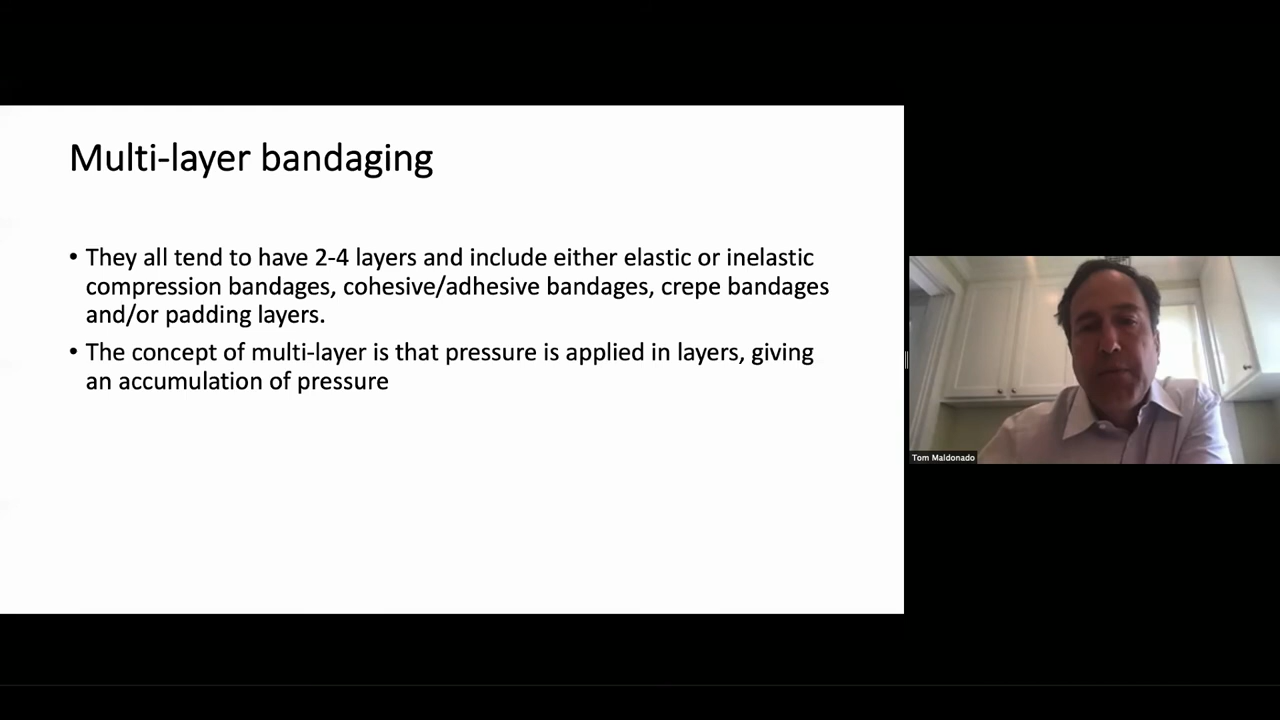 Multi-layer bandaging
• They all tend to have 2-4 layers and include either elastic or inelastic
compression bandages, cohesive/adhesive bandages, crepe bandages
and/or padding layers.
• The concept of multi-layer is that pressure is applied in layers, giving
an accumulation of pressure
Tom Maldonado